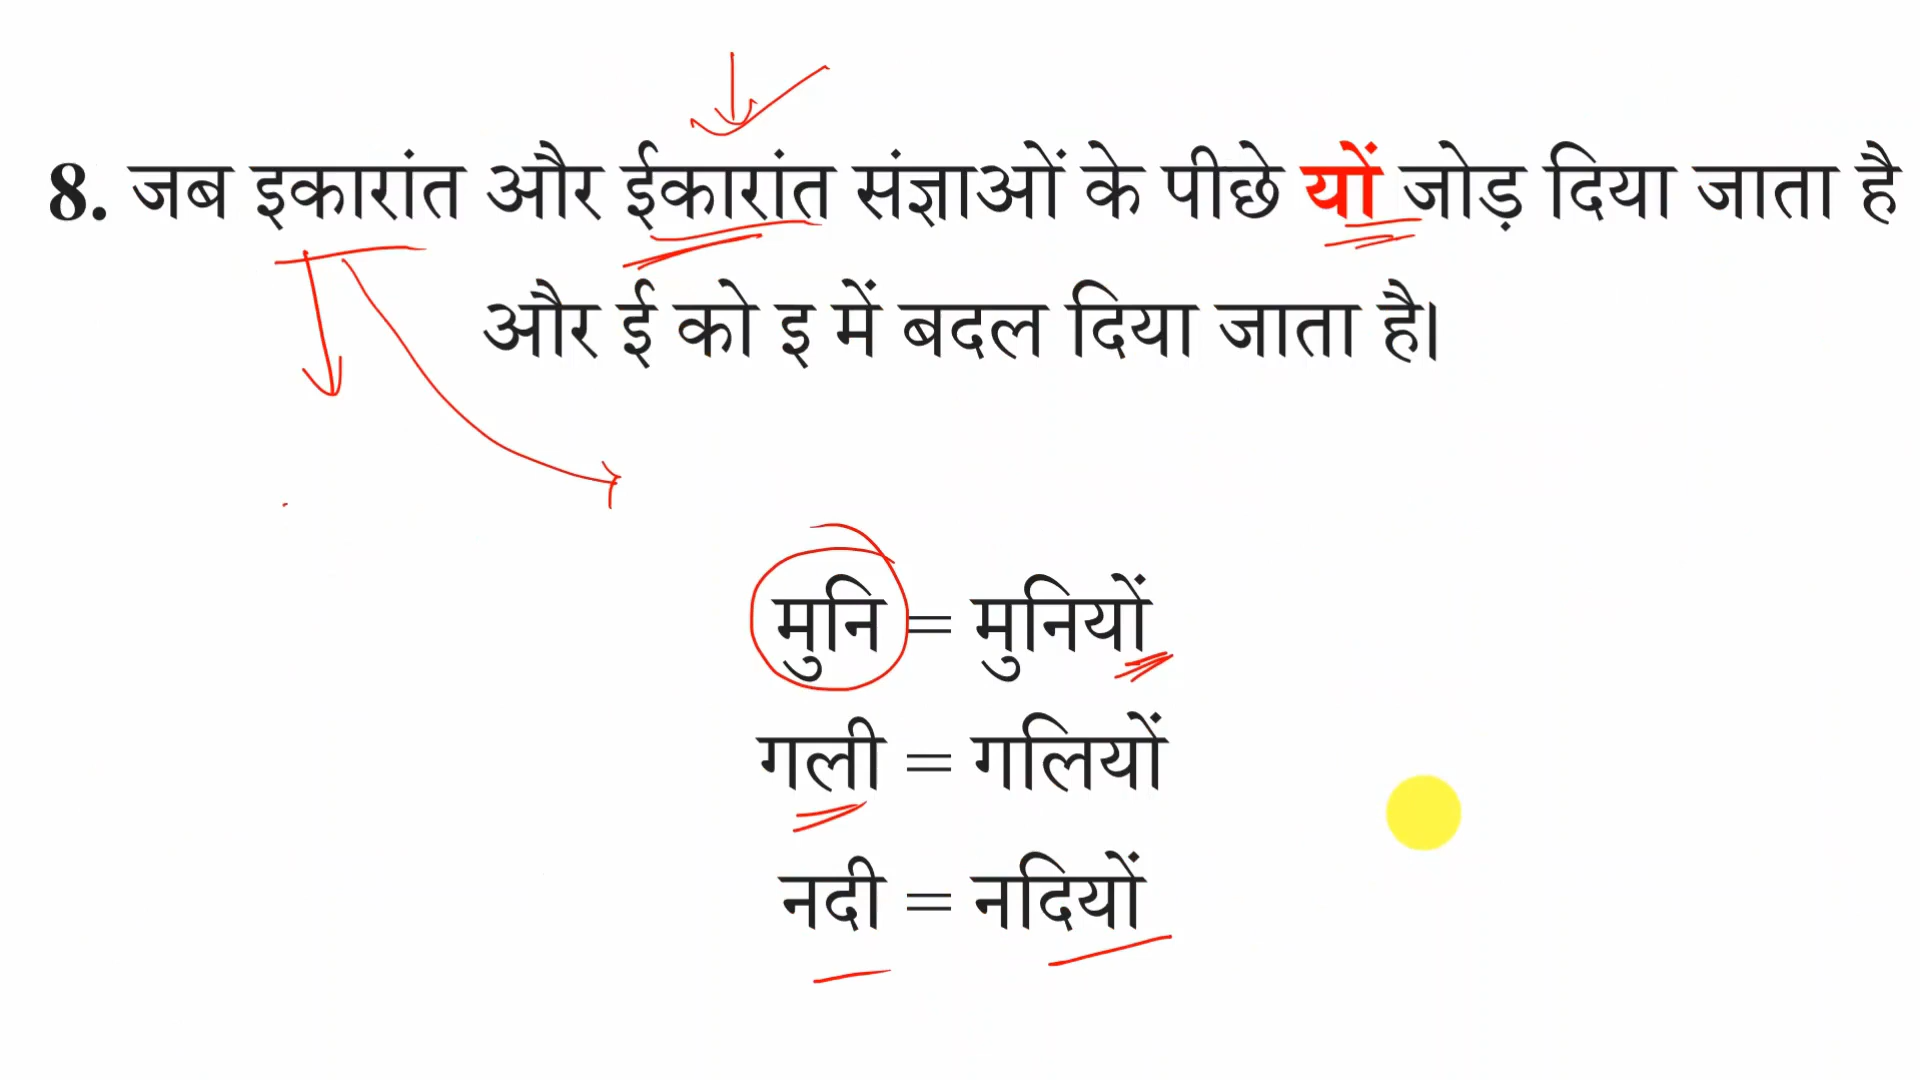 8. जब इकारांत और ईकारांत संज्ञाओं के पीछे यों जोड़ दिया जाता है
और ई को इ में बदल दिया जाता है।
मुनि = मुनियों
गली = गलियों
नदी = नदियों